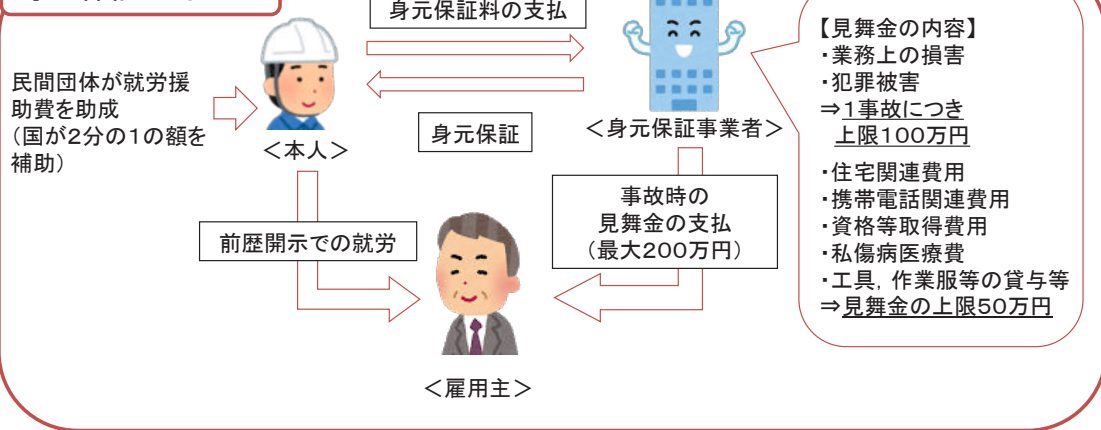 身元保証料の支払
民間団体が就労援
助費を助成
（国が2分の1の額を
補助）
＜本人＞
身元保証
＜身元保証事業者＞
前歴開示での就労
事故時の
見舞金の支払
（最大200万円）
＜雇用主＞
【見舞金の内容】
・業務上の損害
・犯罪被害
⇒1事故につき
上限100万円
・住宅関連費用
・携帯電話関連費用
・資格等取得費用
・私傷病医療費
・工具，作業服等の貸与等
⇒見舞金の上限50万円